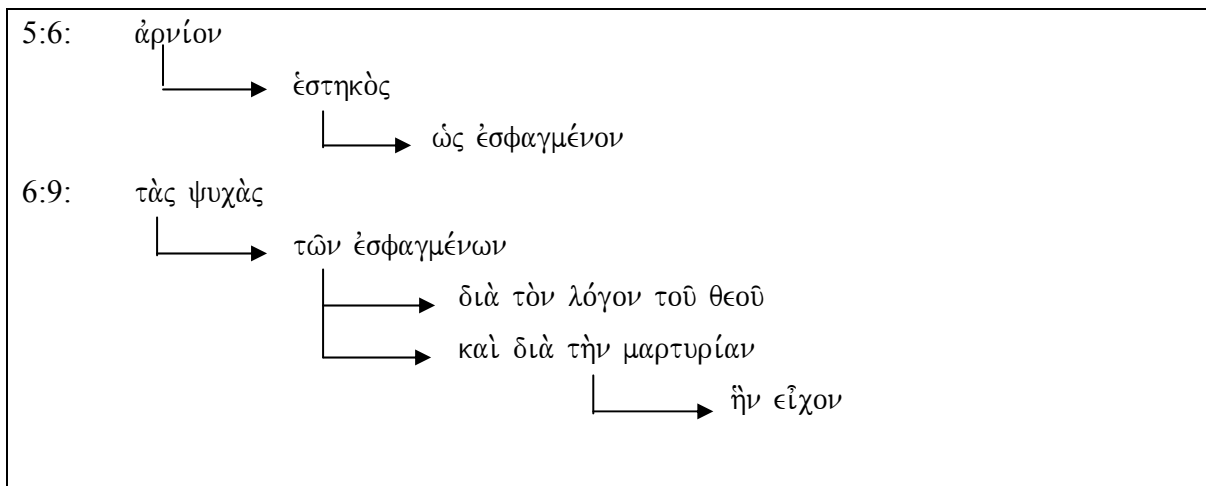 5:6: ἀρνίον
ἑστηκὸς
ὡς ἐσφαγμένον
6:9: τὰς ψυχὰς
τῶν ἐσφαγμένων
διὰ τὸν λόγον τοῦ θεοῦ
καὶ διὰ τὴν μαρτυρίαν
ἣν εἶχον